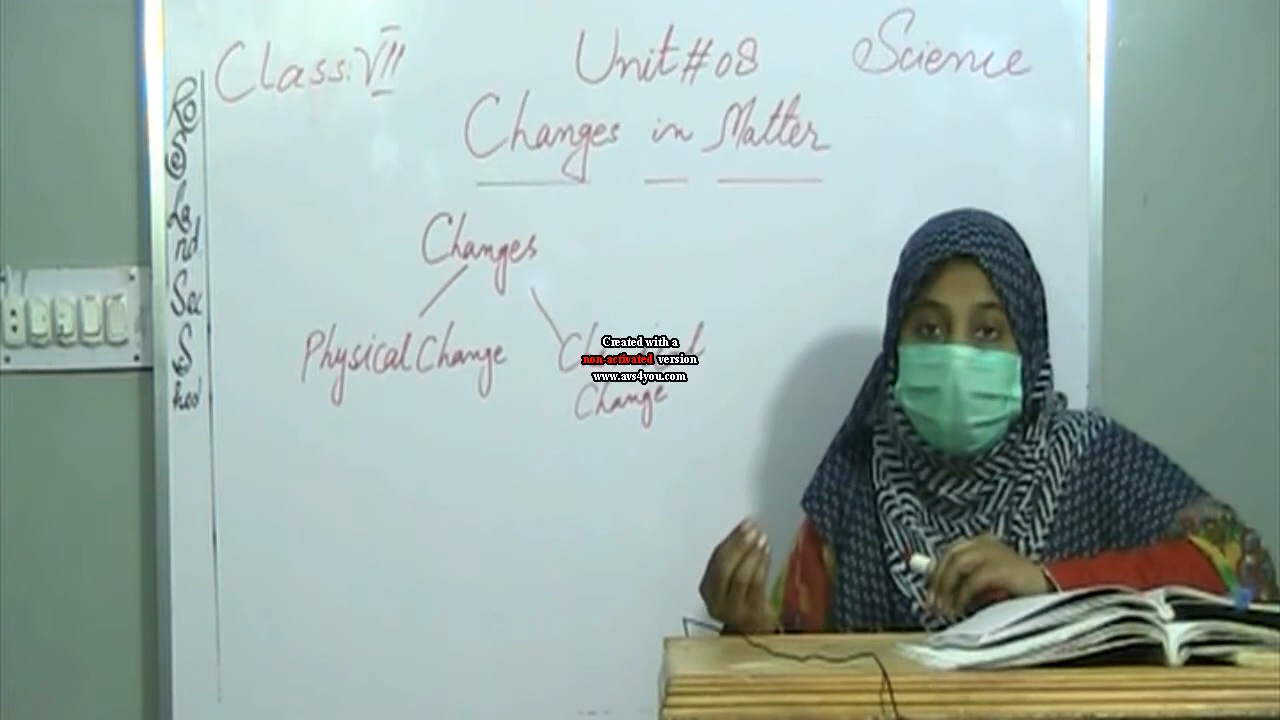 Class: VII Unit # 08 Science
Changes in Matter
Changes
Physical Change Chemical
Change
Created with a
non-activated version
www.avs4you.com